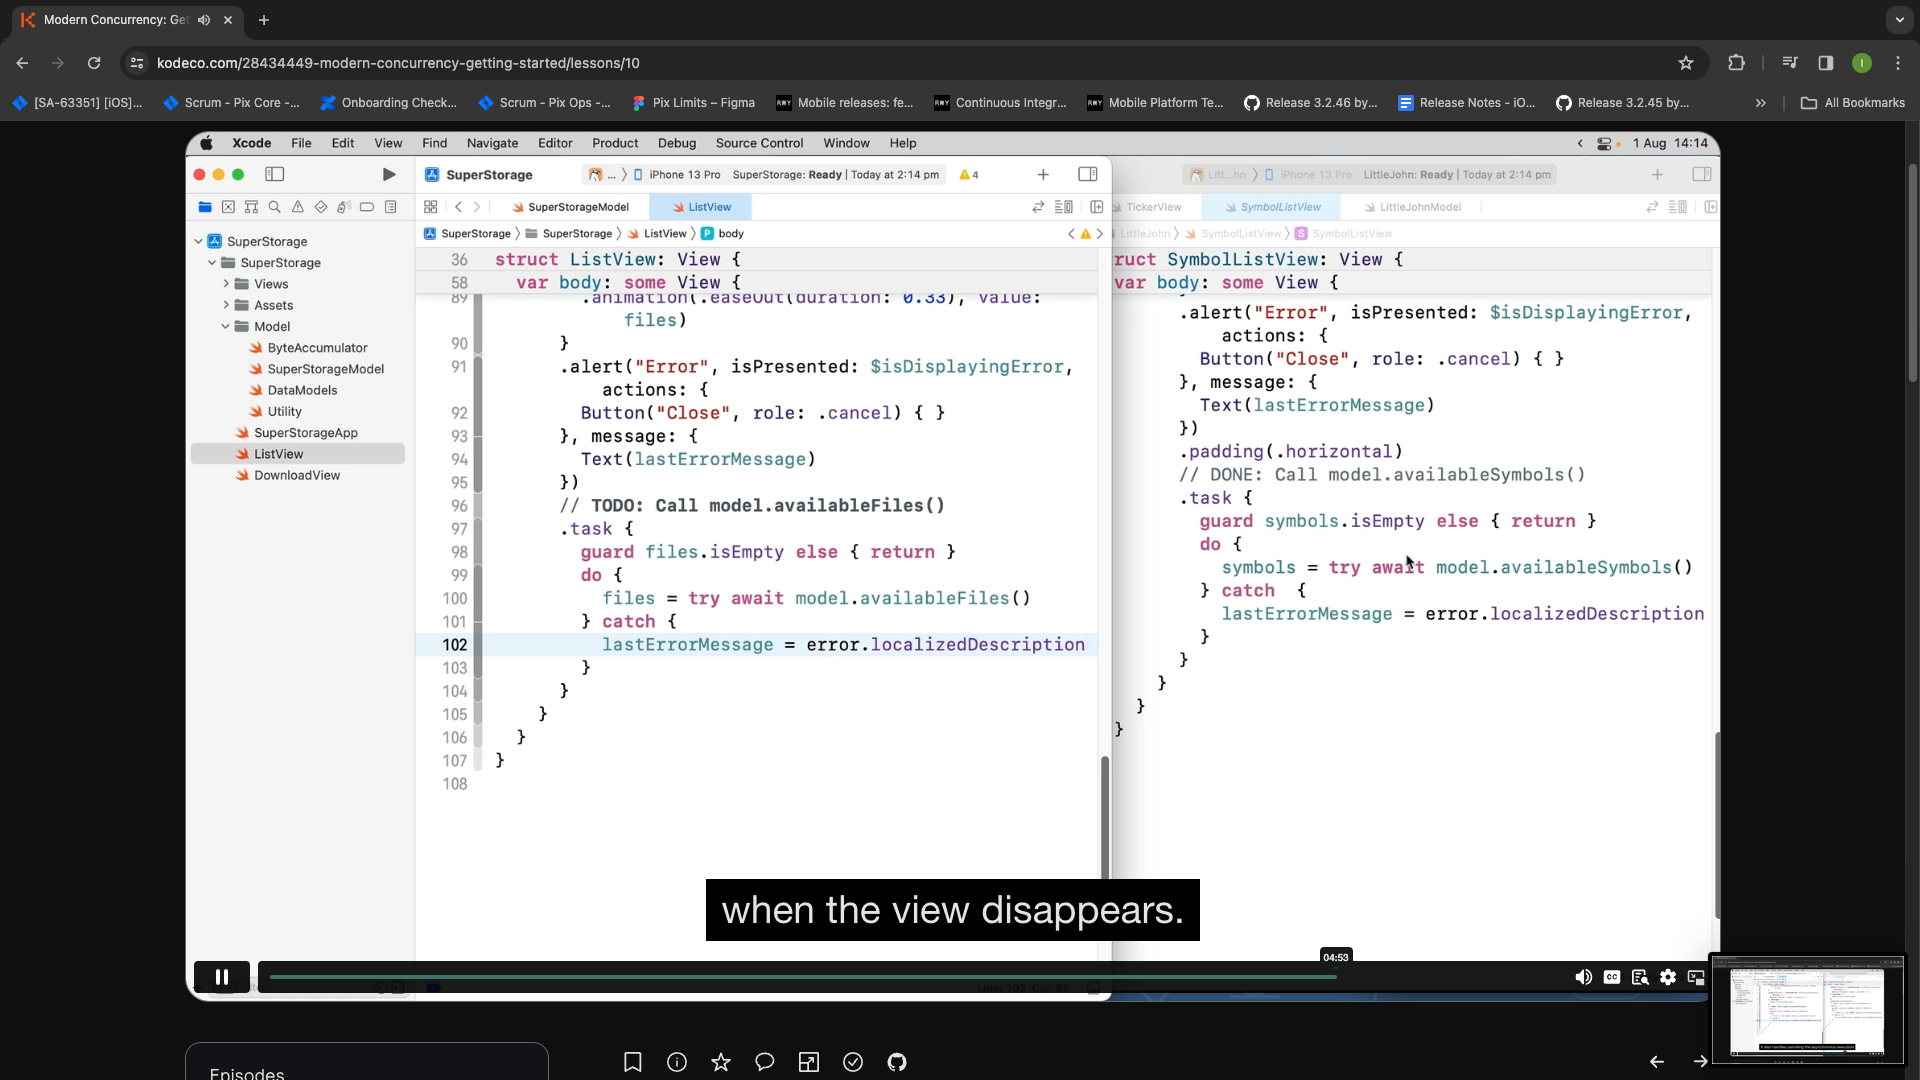 Modern Concurrency: Get
kodeco.com/28434449-modern-concurrency-getting-started/lessons/10
[SA-63351] [iOS]...
Scrum - Pix Core -...
Onboarding Check...
Scrum - Pix Ops -...
Pix Limits – Figma
Mobile releases: fe...
Continuous Integr...
Mobile Platform Te...
Release 3.2.46 by...
Release Notes - iO...
Release 3.2.45 by...
All Bookmarks
Xcode File Edit View Find Navigate Editor Product Debug Source Control Window Help
1 Aug 14:14
SuperStorage
... 〉 iPhone 13 Pro SuperStorage: Ready | Today at 2:14 pm
4
Litt...hn 〉 iPhone 13 Pro LittleJohn: Ready | Today at 2:14 pm
SuperStorageModel
ListView
TickerView
SymbolListView
LittleJohnModel
SuperStorage 〉 SuperStorage 〉 ListView 〉 P body
LittleJohn 〉 SymbolListView 〉 S SymbolListView
SuperStorage
SuperStorage
Views
Assets
Model
ByteAccumulator
SuperStorageModel
DataModels
Utility
SuperStorageApp
ListView
DownloadView
36 struct ListView: View {
58 var body: some View {
89 .animation(.easeOut(duration: 0.33), value:
files)
90 }
91 .alert("Error", isPresented: $isDisplayingError,
actions: {
92 Button("Close", role: .cancel) { }
93 }, message: {
94 Text(lastErrorMessage)
95 })
96 // TODO: Call model.availableFiles()
97 .task {
98 guard files.isEmpty else { return }
99 do {
100 files = try await model.availableFiles()
101 } catch {
102 lastErrorMessage = error.localizedDescription
103 }
104 }
105 }
106 }
107 }
108
ruct SymbolListView: View {
var body: some View {
.alert("Error", isPresented: $isDisplayingError,
actions: {
Button("Close", role: .cancel) { }
}, message: {
Text(lastErrorMessage)
})
.padding(.horizontal)
// DONE: Call model.availableSymbols()
.task {
guard symbols.isEmpty else { return }
do {
symbols = try await model.availableSymbols()
} catch {
lastErrorMessage = error.localizedDescription
}
}
}
}
}
when the view disappears.
04:53
CC
Episodes